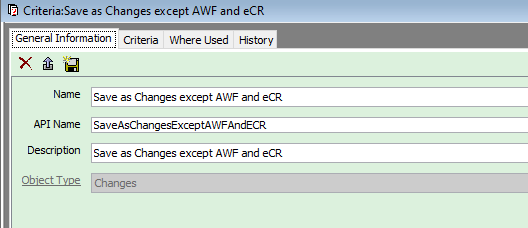 Criteria:Save as Changes except AWF and eCR
General Information Criteria Where Used History
Name Save as Changes except AWF and eCR
API Name SaveAsChangesExceptAWFAndECR
Description Save as Changes except AWF and eCR
Object Type Changes